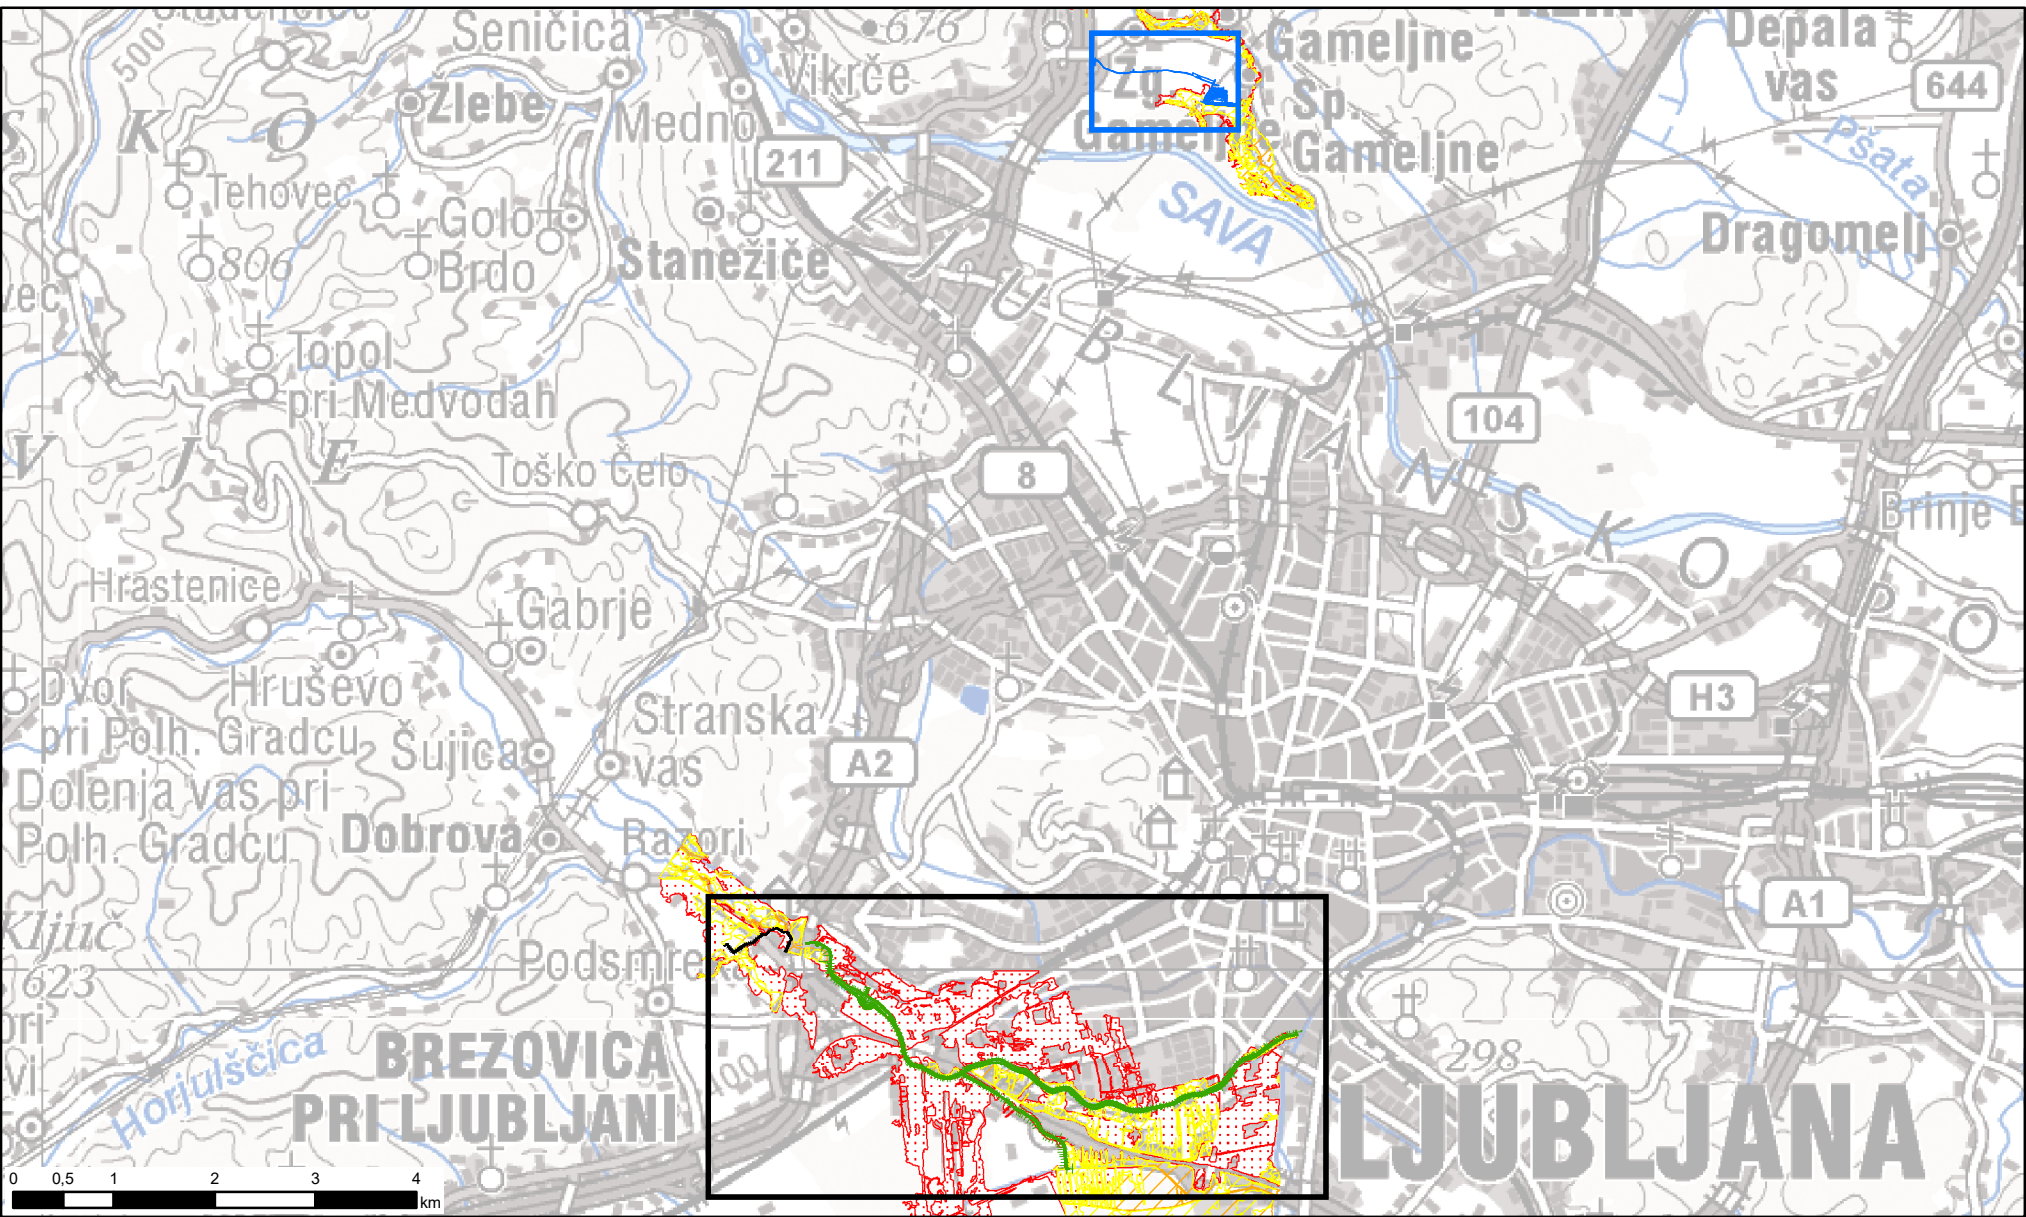 Seničica
676
Gameljne
Depala
vas
500
Vikrče
Zg.
644
Žlebe
Medno
Sp.
S K O
Gameljne
Gameljne
Pšata
211
Tehovec
Golo
Brdo
SAVA
Dragomelj
806
Stanežiče
L J U B L J A N S K O P O
Topol
pri Medvodah
104
V J E
Toško Čelo
8
Brinje
Hrastenice
Gabrje
Dvor
pri Polh. Gradcu
Hruševo
Stranska
vas
H3
Šujica
A2
Dolenja vas pri
Polh. Gradcu
Dobrova
Razori
A1
Ključ
623
Podsmreka
298
Horjulščica
BREZOVICA
PRI LJUBLJANI
LJUBLJANA
0 0,5 1 2 3 4
km